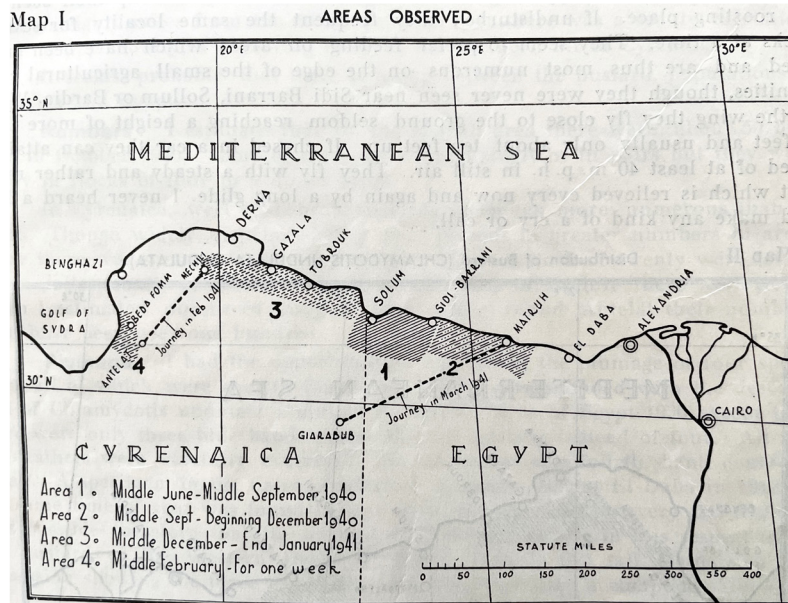 Map I
AREAS OBSERVED
20°E
25°E
30°E
35° N
MEDITERRANEAN SEA
DERNA
GAZALA
TOBROUK
BENGHAZI
SOLUM
SIDI BARRANI
GOLF OF
SYDRA
BEDA FOMM
Journey in Feb 1941
3
MATRUH
ALEXANDRIA
EL DABA
4
1
2
30° N
Journey in March 1941
GIARABUB
CAIRO
CYRENAICA
EGYPT
Area 1. Middle June-Middle September 1940
Area 2. Middle Sept-Beginning December 1940
Area 3. Middle December-End January 1941
Area 4. Middle February-For one week
STATUTE MILES
0 50 100 150 200 250 300 350 400